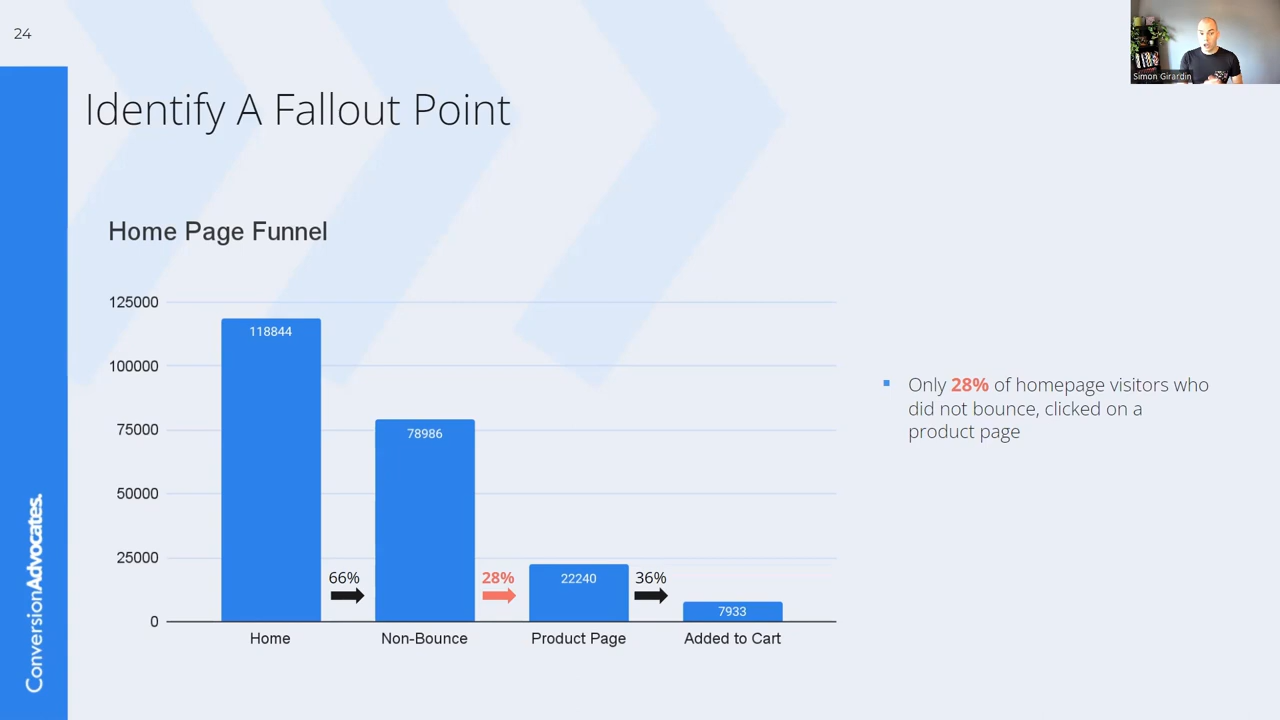 24
Simon Girardin
Identify A Fallout Point
Home Page Funnel
125000
100000
75000
50000
25000
0
118844
78986
22240
7933
66%
28%
36%
Home
Non-Bounce
Product Page
Added to Cart
Only 28% of homepage visitors who
did not bounce, clicked on a
product page
ConversionAdvocates.